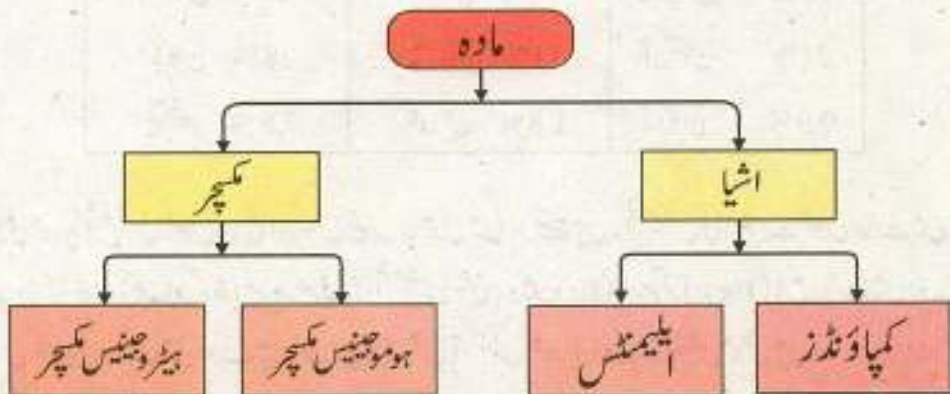 مادہ
اشیا
مکسچر
کمپاؤنڈز
ایلیمنٹس
ہوموجینیس مکسچر
ہیٹروجینیس مکسچر